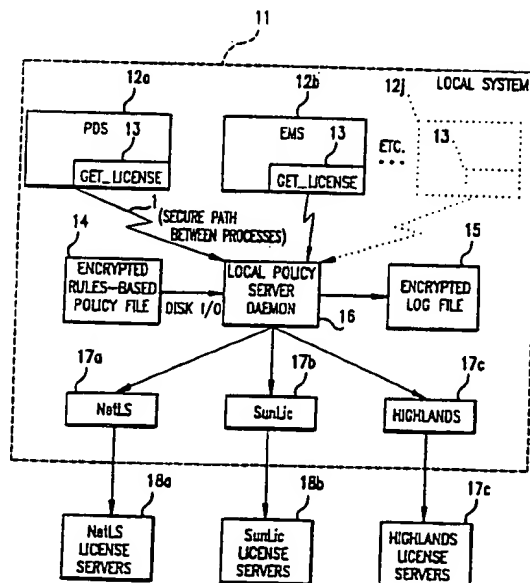 11
12a
12b
12j
LOCAL SYSTEM
PDS
13
GET_LICENSE
EMS
13
GET_LICENSE
ETC.
13
1
(SECURE PATH
BETWEEN PROCESSES)
14
15
ENCRYPTED
RULES-BASED
POLICY FILE
DISK I/O
LOCAL POLICY
SERVER
DAEMON
16
ENCRYPTED
LOG FILE
17a
17b
17c
NetLS
SunLic
HIGHLANDS
18a
18b
17c
NetLS
LICENSE
SERVERS
SunLic
LICENSE
SERVERS
HIGHLANDS
LICENSE
SERVERS